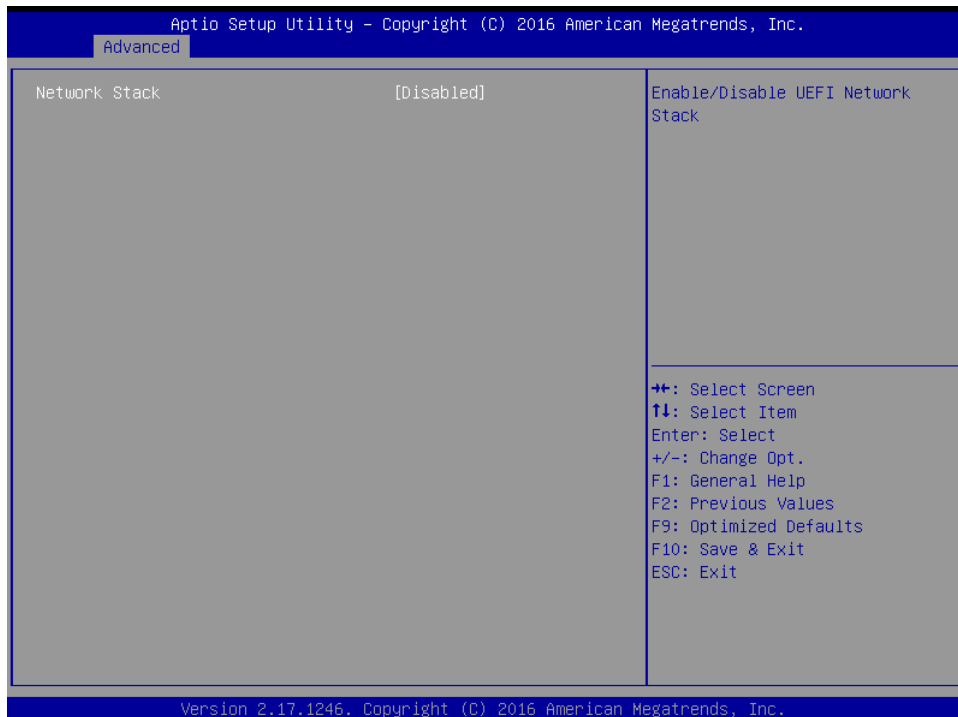 Aptio Setup Utility – Copyright (C) 2016 American Megatrends, Inc.
Advanced
Network Stack [Disabled]
Enable/Disable UEFI Network
Stack
→←: Select Screen
↑↓: Select Item
Enter: Select
+/-: Change Opt.
F1: General Help
F2: Previous Values
F9: Optimized Defaults
F10: Save & Exit
ESC: Exit
Version 2.17.1246. Copyright (C) 2016 American Megatrends, Inc.